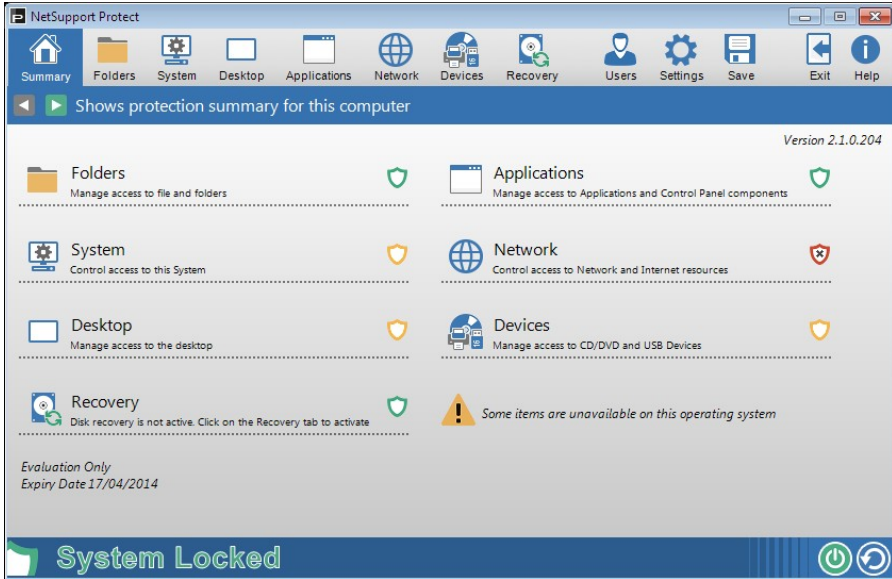 NetSupport Protect
Summary Folders System Desktop Applications Network Devices Recovery Users Settings Save Exit Help
Shows protection summary for this computer
Version 2.1.0.204
Folders
Manage access to file and folders
Applications
Manage access to Applications and Control Panel components
System
Control access to this System
Network
Control access to Network and Internet resources
Desktop
Manage access to the desktop
Devices
Manage access to CD/DVD and USB Devices
Recovery
Disk recovery is not active. Click on the Recovery tab to activate
Some items are unavailable on this operating system
Evaluation Only
Expiry Date 17/04/2014
System Locked